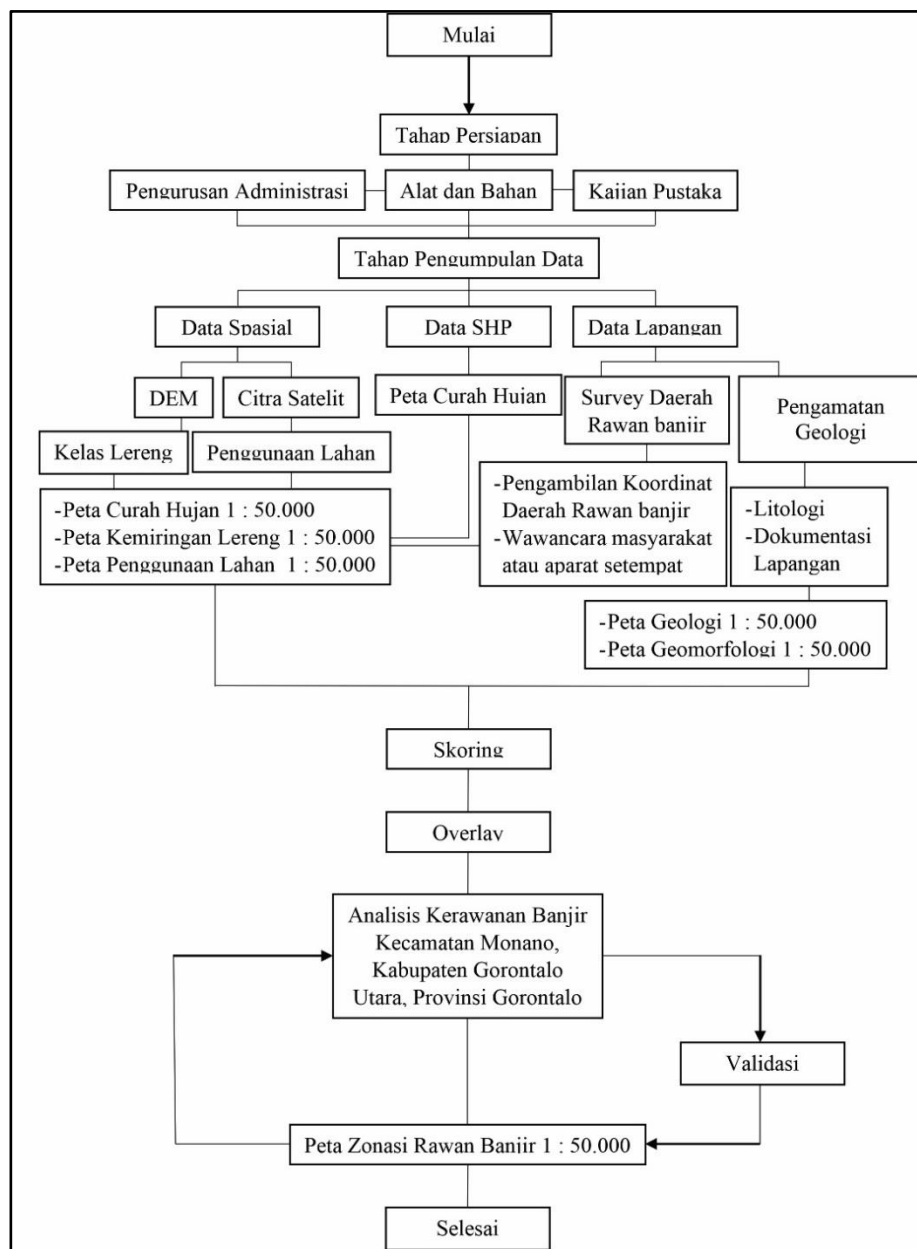 Mulai
Tahap Persiapan
Pengurusan Administrasi
Alat dan Bahan
Kajian Pustaka
Tahap Pengumpulan Data
Data Spasial
Data SHP
Data Lapangan
DEM
Citra Satelit
Peta Curah Hujan
Survey Daerah
Rawan banjir
Pengamatan
Geologi
Kelas Lereng
Penggunaan Lahan
-Peta Curah Hujan 1 : 50.000
-Peta Kemiringan Lereng 1 : 50.000
-Peta Penggunaan Lahan 1 : 50.000
-Pengambilan Koordinat
Daerah Rawan banjir
-Wawancara masyarakat
atau aparat setempat
-Litologi
-Dokumentasi
Lapangan
-Peta Geologi 1 : 50.000
-Peta Geomorfologi 1 : 50.000
Skoring
Overlay
Analisis Kerawanan Banjir
Kecamatan Monano,
Kabupaten Gorontalo
Utara, Provinsi Gorontalo
Validasi
Peta Zonasi Rawan Banjir 1 : 50.000
Selesai